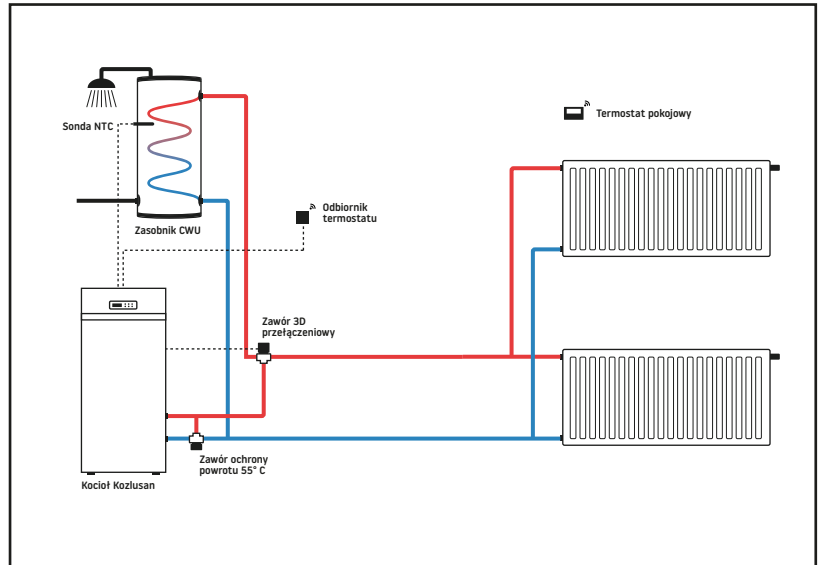 Sonda NTC
Termostat pokojowy
Odbiornik
termostatu
Zasobnik CWU
Zawór 3D
przełączeniowy
Zawór ochrony
powrotu 55° C
Kocioł Kozlusan